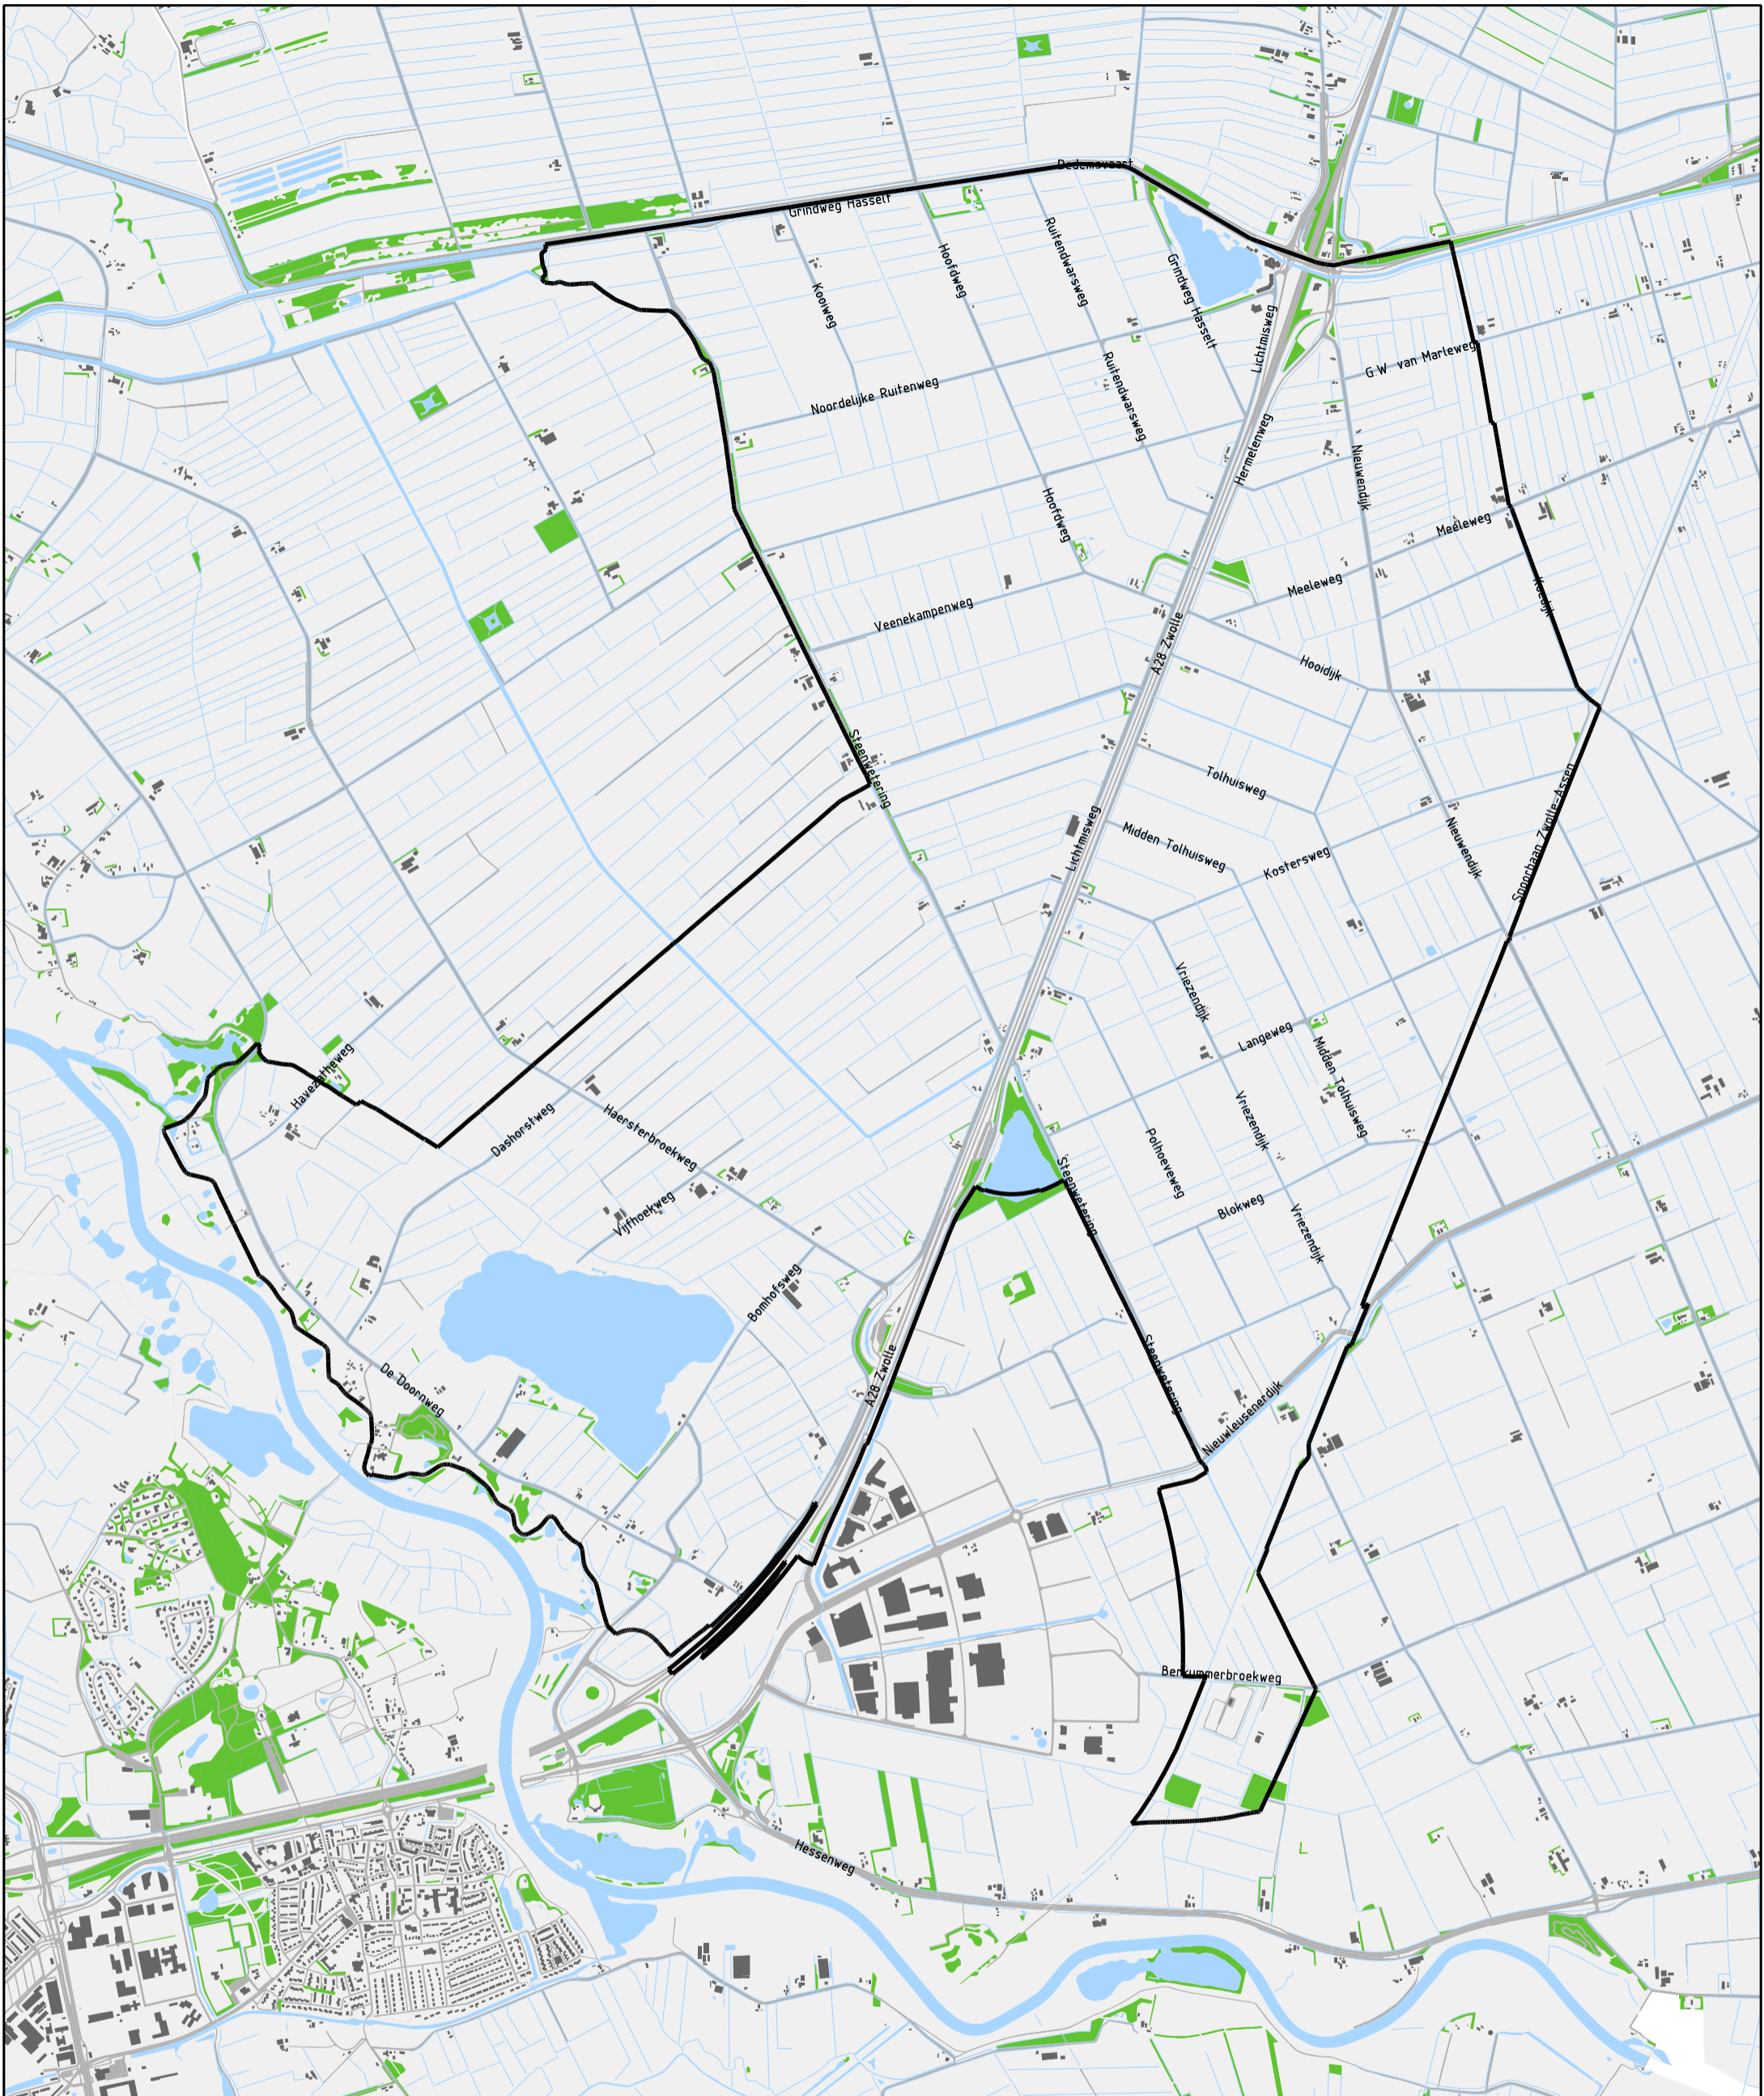 Dedemsvaart
Grindweg Hasselt
Ruitendwarsweg
Hoofdweg
Grindweg Hasselt
Kooiweg
Lichtmisweg
G W van Marleweg
Noordelijke Ruitenweg
Ruitendwarsweg
Hermelenweg
Nieuwendijk
Meeleweg
Hoofdweg
Meeleweg
Koedijk
Veenekampenweg
A28 Zwolle
Hooidijk
Steenwetering
Tolhuisweg
Spoorbaan Zwolle-Assen
Lichtmisweg
Midden Tolhuisweg
Nieuwendijk
Kostersweg
Vriezendijk
Langeweg
Midden Tolhuisweg
Havezatheweg
Dashorstweg
Haersterbroekweg
Vriezendijk
Polhoeveweg
Steenwetering
Vijfhoekweg
Blokweg
Vriezendijk
Bomhofsweg
A28 Zwolle
Steenwetering
De Doornweg
Nieuwleusenerdijk
Berkummerbroekweg
Hessenweg